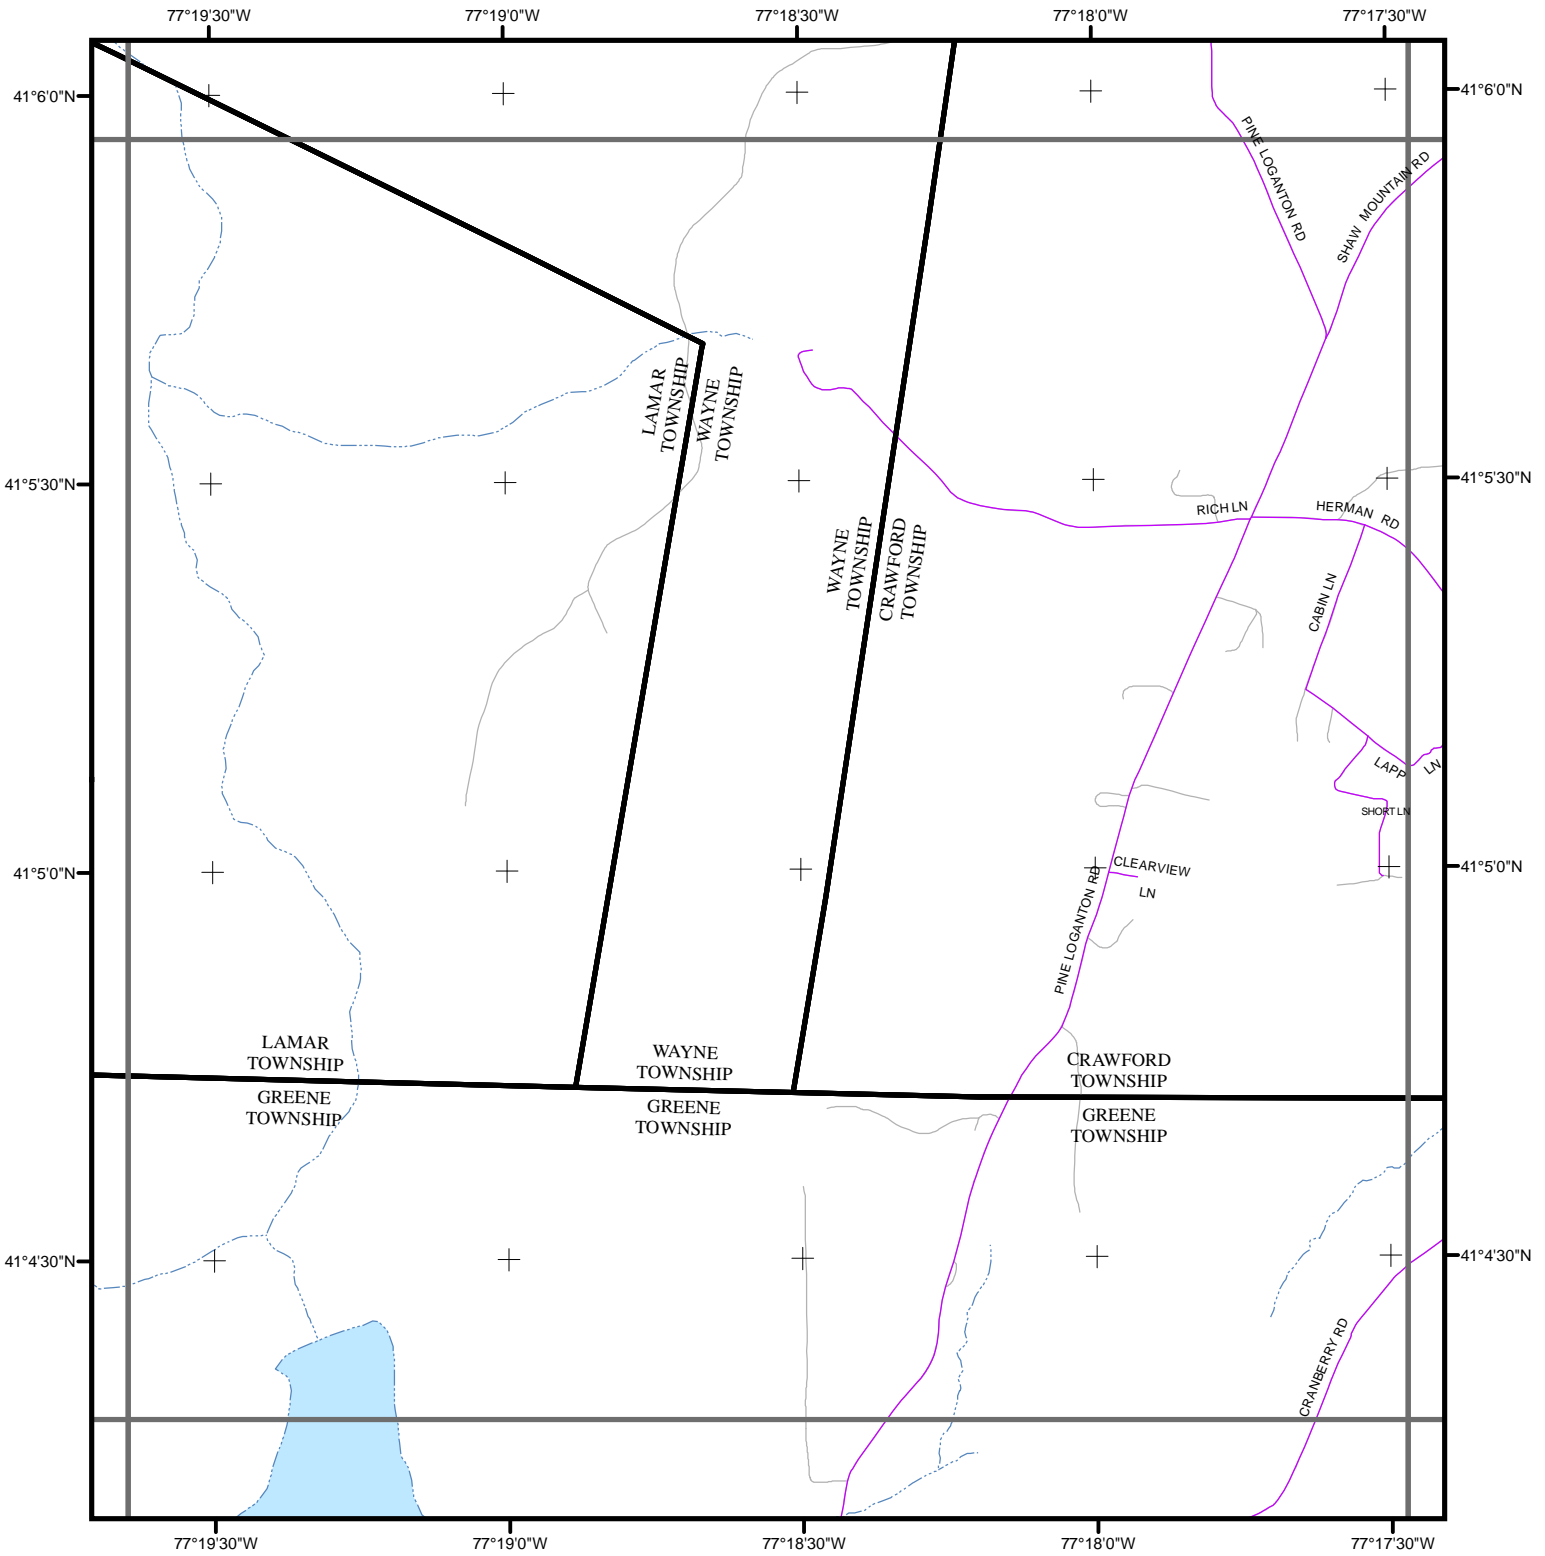 77°19'30"W
77°19'0"W
77°18'30"W
77°18'0"W
77°17'30"W
41°6'0"N
41°6'0"N
PINE LOGANTON RD
SHAW MOUNTAIN RD
LAMAR
TOWNSHIP
WAYNE
TOWNSHIP
41°5'30"N
41°5'30"N
RICH LN
HERMAN RD
WAYNE
TOWNSHIP
CRAWFORD
TOWNSHIP
CABIN LN
LAPP LN
SHORT LN
41°5'0"N
41°5'0"N
CLEARVIEW
LN
PINE LOGANTON RD
LAMAR
TOWNSHIP
WAYNE
TOWNSHIP
CRAWFORD
TOWNSHIP
GREENE
TOWNSHIP
GREENE
TOWNSHIP
GREENE
TOWNSHIP
41°4'30"N
41°4'30"N
CRANBERRY RD
77°19'30"W
77°19'0"W
77°18'30"W
77°18'0"W
77°17'30"W